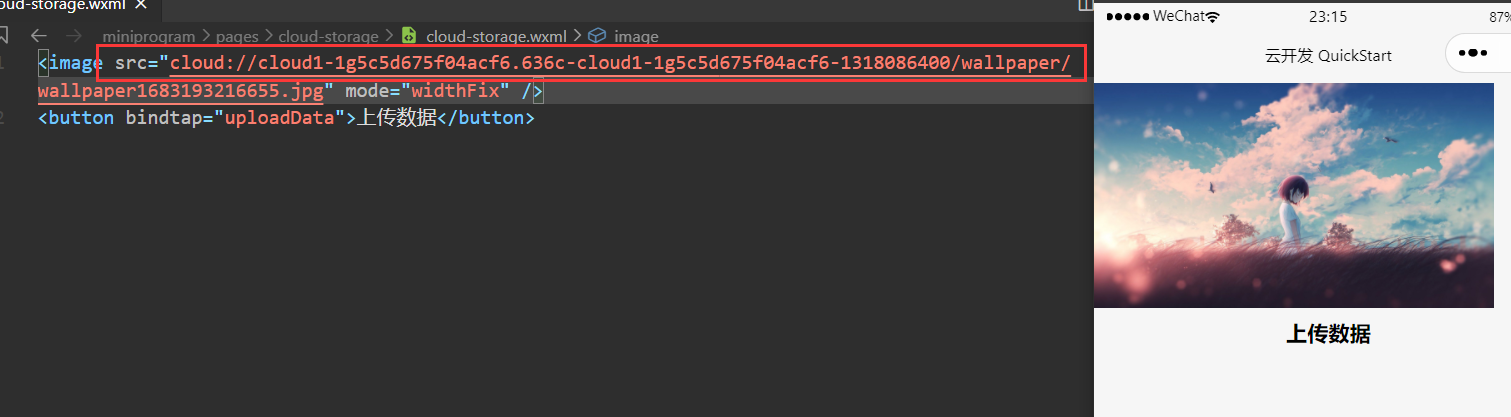 oud-storage.wxml ×
miniprogram > pages > cloud-storage > cloud-storage.wxml > image
1 <image src="cloud://cloud1-1g5c5d675f04acf6.636c-cloud1-1g5c5d675f04acf6-1318086400/wallpaper/
wallpaper1683193216655.jpg" mode="widthFix" />
2 <button bindtap="uploadData">上传数据</button>
WeChat 23:15 87%
云开发 QuickStart
上传数据